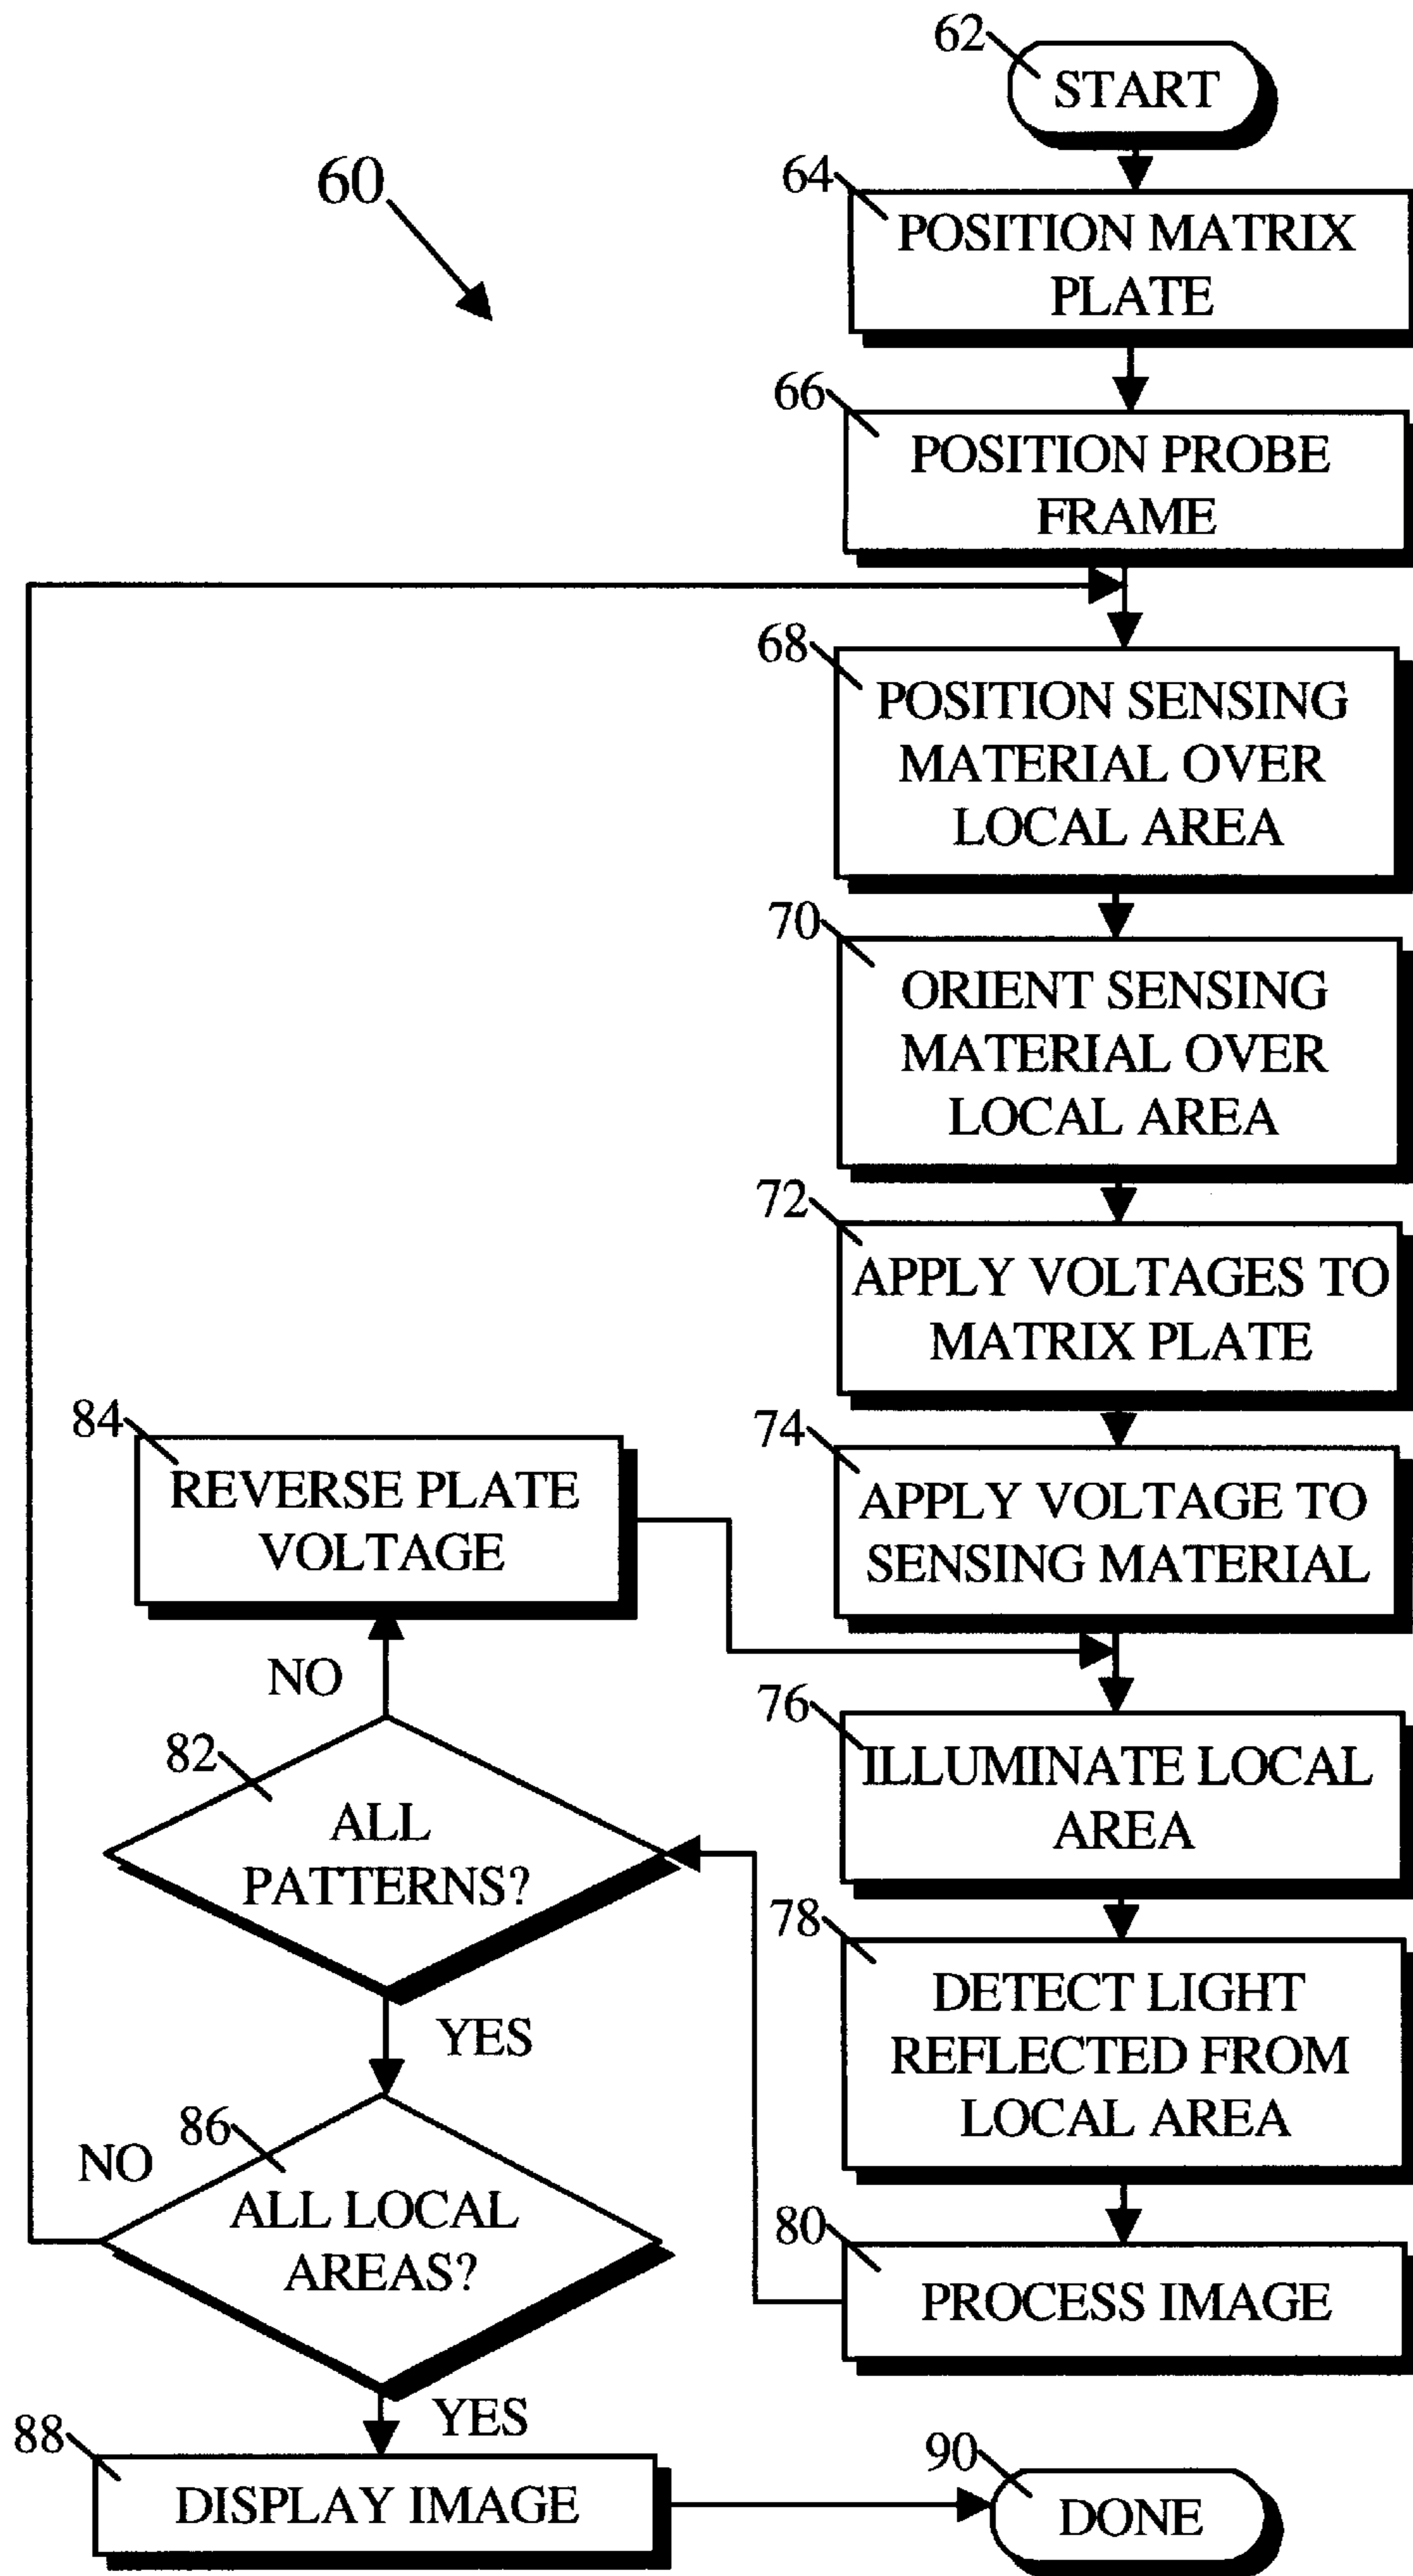 62
START
60
64
POSITION MATRIX
PLATE
66
POSITION PROBE
FRAME
68
POSITION SENSING
MATERIAL OVER
LOCAL AREA
70
ORIENT SENSING
MATERIAL OVER
LOCAL AREA
72
APPLY VOLTAGES TO
MATRIX PLATE
74
APPLY VOLTAGE TO
SENSING MATERIAL
84
REVERSE PLATE
VOLTAGE
76
ILLUMINATE LOCAL
AREA
78
DETECT LIGHT
REFLECTED FROM
LOCAL AREA
80
PROCESS IMAGE
NO
82
ALL
PATTERNS?
YES
86
NO
ALL LOCAL
AREAS?
YES
88
DISPLAY IMAGE
90
DONE